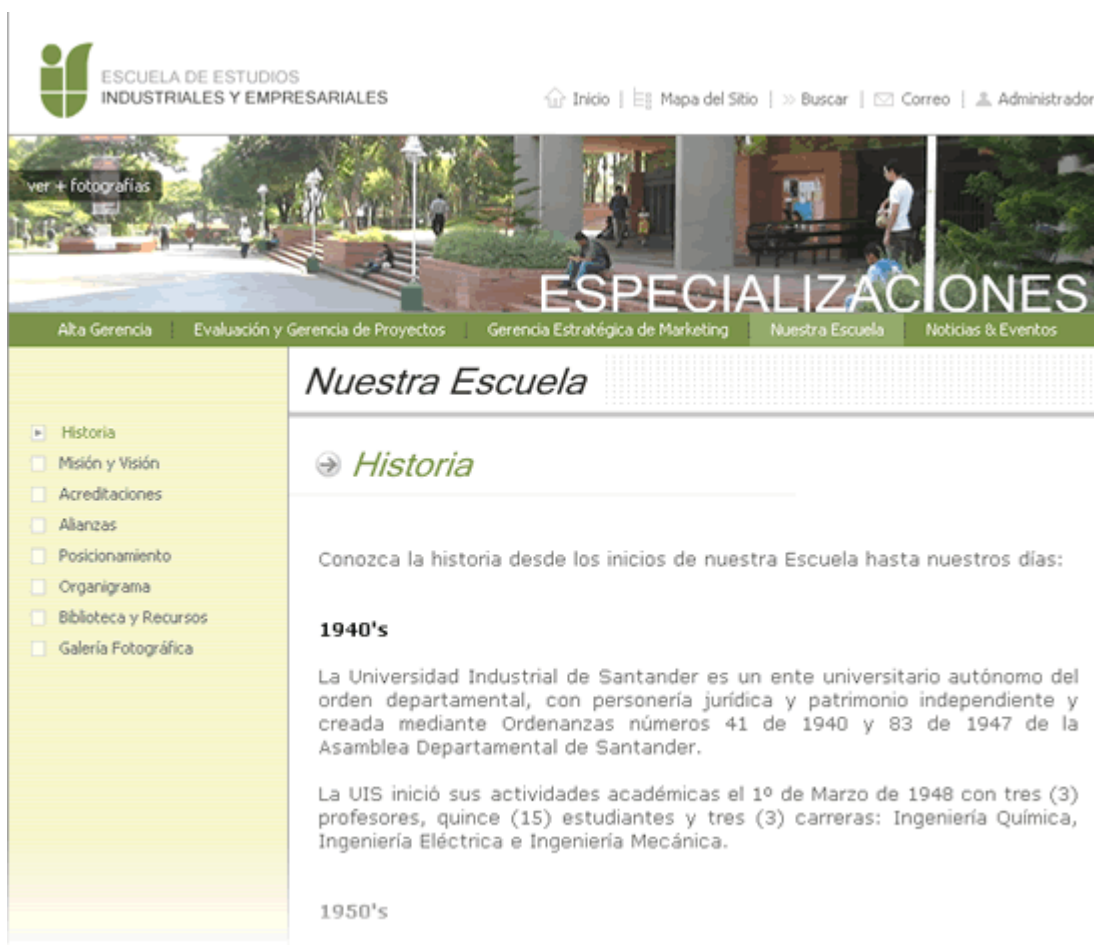 ESCUELA DE ESTUDIOS
INDUSTRIALES Y EMPRESARIALES
Inicio | Mapa del Sitio | Buscar | Correo | Administrador
ver + fotografías
ESPECIALIZACIONES
Alta Gerencia | Evaluación y Gerencia de Proyectos | Gerencia Estratégica de Marketing | Nuestra Escuela | Noticias & Eventos
Nuestra Escuela
Historia
Misión y Visión
Acreditaciones
Alianzas
Posicionamiento
Organigrama
Biblioteca y Recursos
Galería Fotográfica
Historia
Conozca la historia desde los inicios de nuestra Escuela hasta nuestros días:
1940's
La Universidad Industrial de Santander es un ente universitario autónomo del
orden departamental, con personería jurídica y patrimonio independiente y
creada mediante Ordenanzas números 41 de 1940 y 83 de 1947 de la
Asamblea Departamental de Santander.
La UIS inició sus actividades académicas el 1º de Marzo de 1948 con tres (3)
profesores, quince (15) estudiantes y tres (3) carreras: Ingeniería Química,
Ingeniería Eléctrica e Ingeniería Mecánica.
1950's